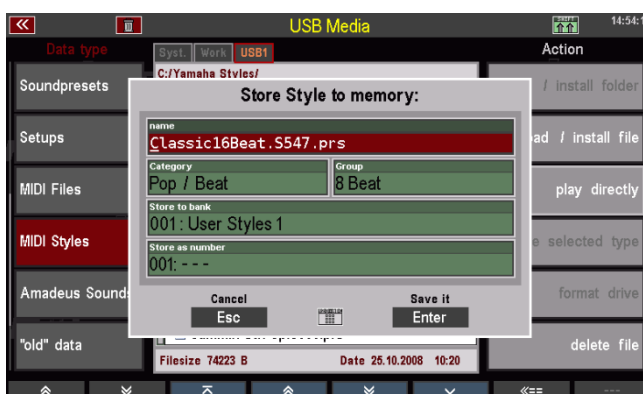 USB Media
14:54:1
Data type
Syst. Work USB1
Action
C:/Yamaha Styles/
Soundpresets
Setups
MIDI Files
MIDI Styles
Amadeus Sound
"old" data
Store Style to memory:
name
Classic16Beat.S547.prs
Category
Pop / Beat
Group
8 Beat
Store to bank
001: User Styles 1
Store as number
001: - - -
Cancel
Esc
Save it
Enter
/ install folder
ad / install file
play directly
e selected type
format drive
delete file
Filesize 74223 B
Date 25.10.2008 10:20
«==
---